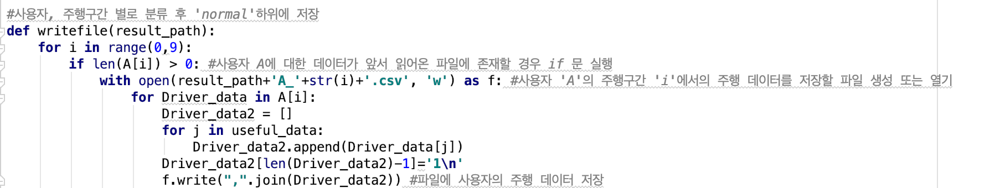 #사용자, 주행구간 별로 분류 후 'normal'하위에 저장
def writefile(result_path):
    for i in range(0,9):
        if len(A[i]) > 0: #사용자 A에 대한 데이터가 앞서 읽어온 파일에 존재할 경우 if 문 실행
            with open(result_path+'A_'+str(i)+'.csv', 'w') as f: #사용자 'A'의 주행구간 'i'에서의 주행 데이터를 저장할 파일 생성 또는 열기
                for Driver_data in A[i]:
                    Driver_data2 = []
                    for j in useful_data:
                        Driver_data2.append(Driver_data[j])
                    Driver_data2[len(Driver_data2)-1]='1\n'
                    f.write(",".join(Driver_data2)) #파일에 사용자의 주행 데이터 저장